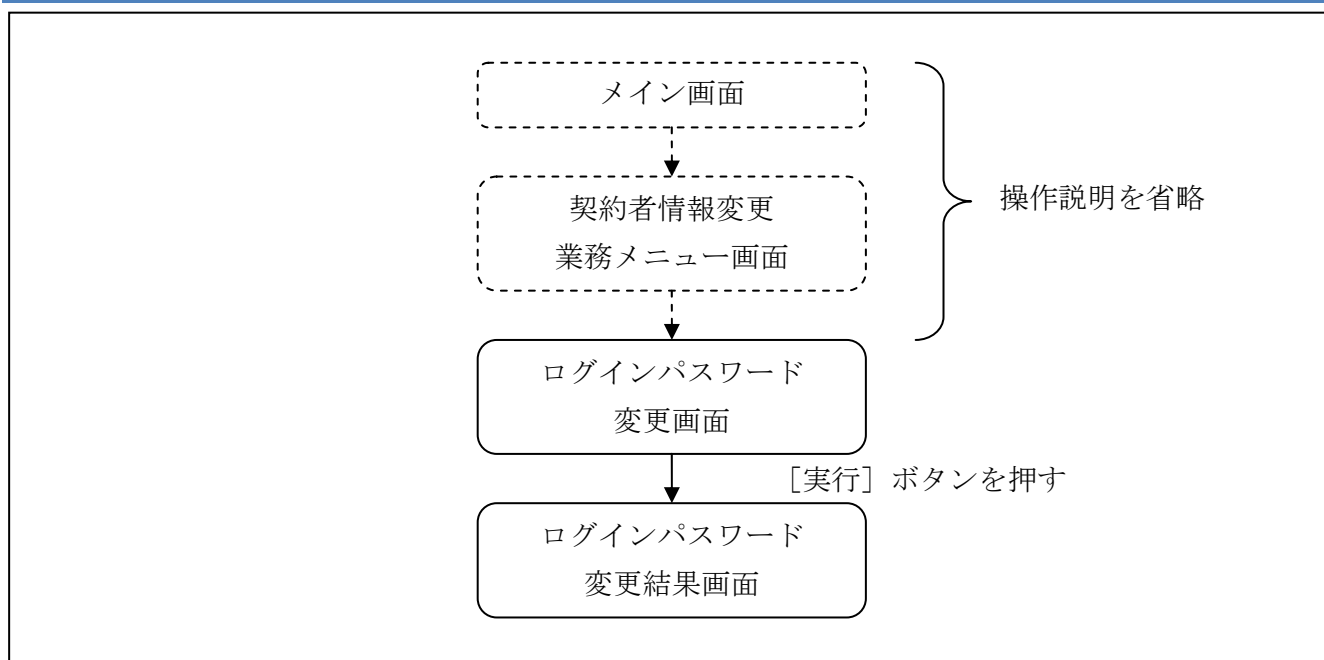 メイン画面
契約者情報変更
業務メニュー画面
操作説明を省略
ログインパスワード
変更画面
[実行]ボタンを押す
ログインパスワード
変更結果画面